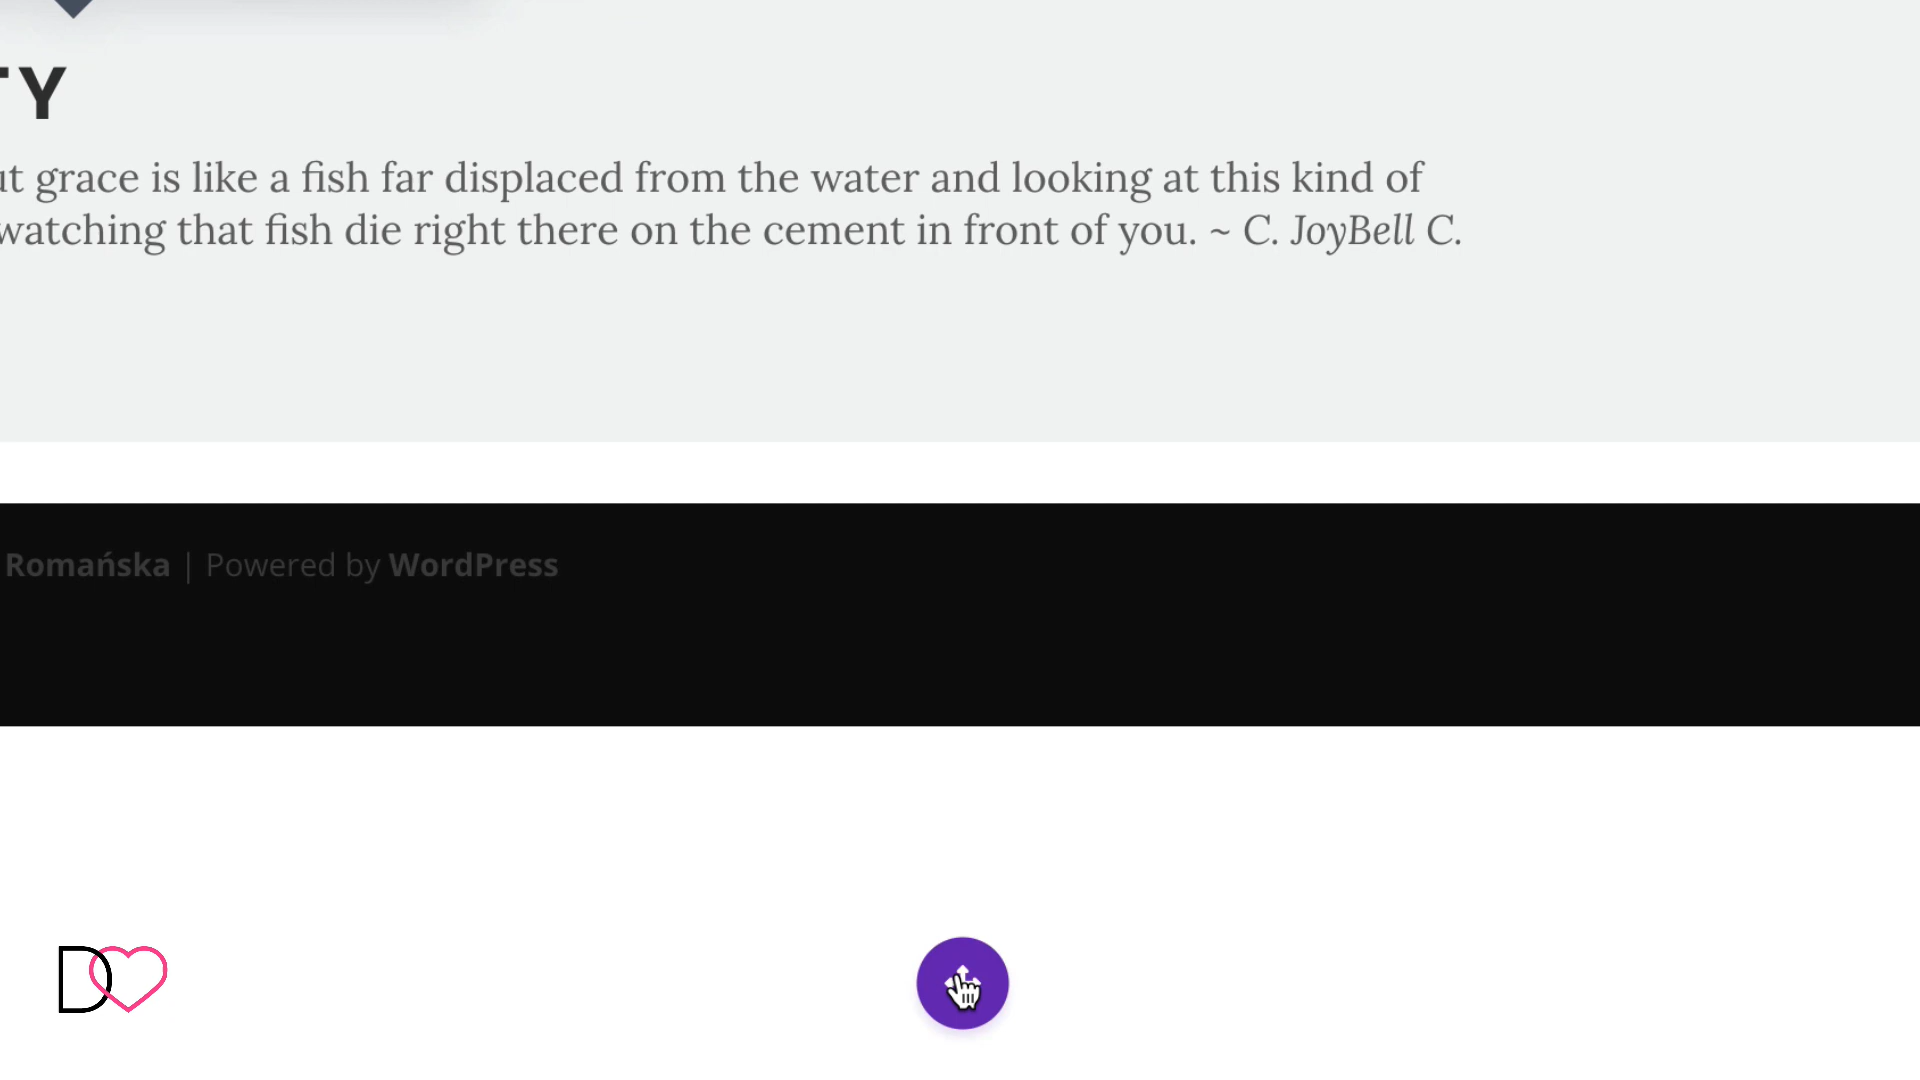 TY
ut grace is like a fish far displaced from the water and looking at this kind of
watching that fish die right there on the cement in front of you. ~ C. JoyBell C.
Romańska | Powered by WordPress
D